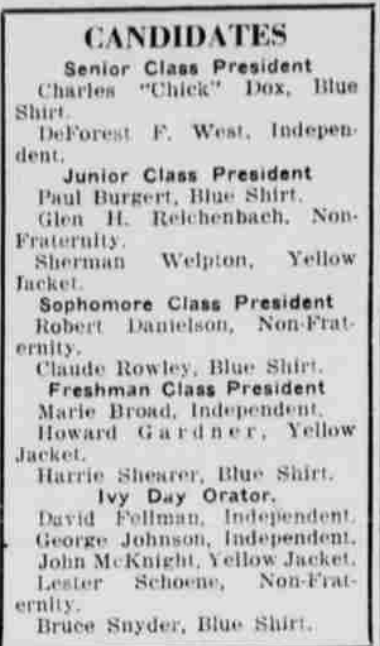 CANDIDATES
Senior Class President
Charles "Chick" Dox, Blue
Shirt.
DeForest F. West, Indepen-
dent.
Junior Class President
Paul Burgert, Blue Shirt.
Glen H. Reichenbach, Non-
Fraternity.
Sherman Welpton, Yellow
Jacket.
Sophomore Class President
Robert Danielson, Non-Frat-
ernity.
Claude Rowley, Blue Shirt.
Freshman Class President
Marie Broad, Independent.
Howard Gardner, Yellow
Jacket.
Harrie Shearer, Blue Shirt.
Ivy Day Orator.
David Fellman, Independent.
George Johnson, Independent.
John McKnight, Yellow Jacket.
Lester Schoene, Non-Frat-
ernity.
Bruce Snyder, Blue Shirt.